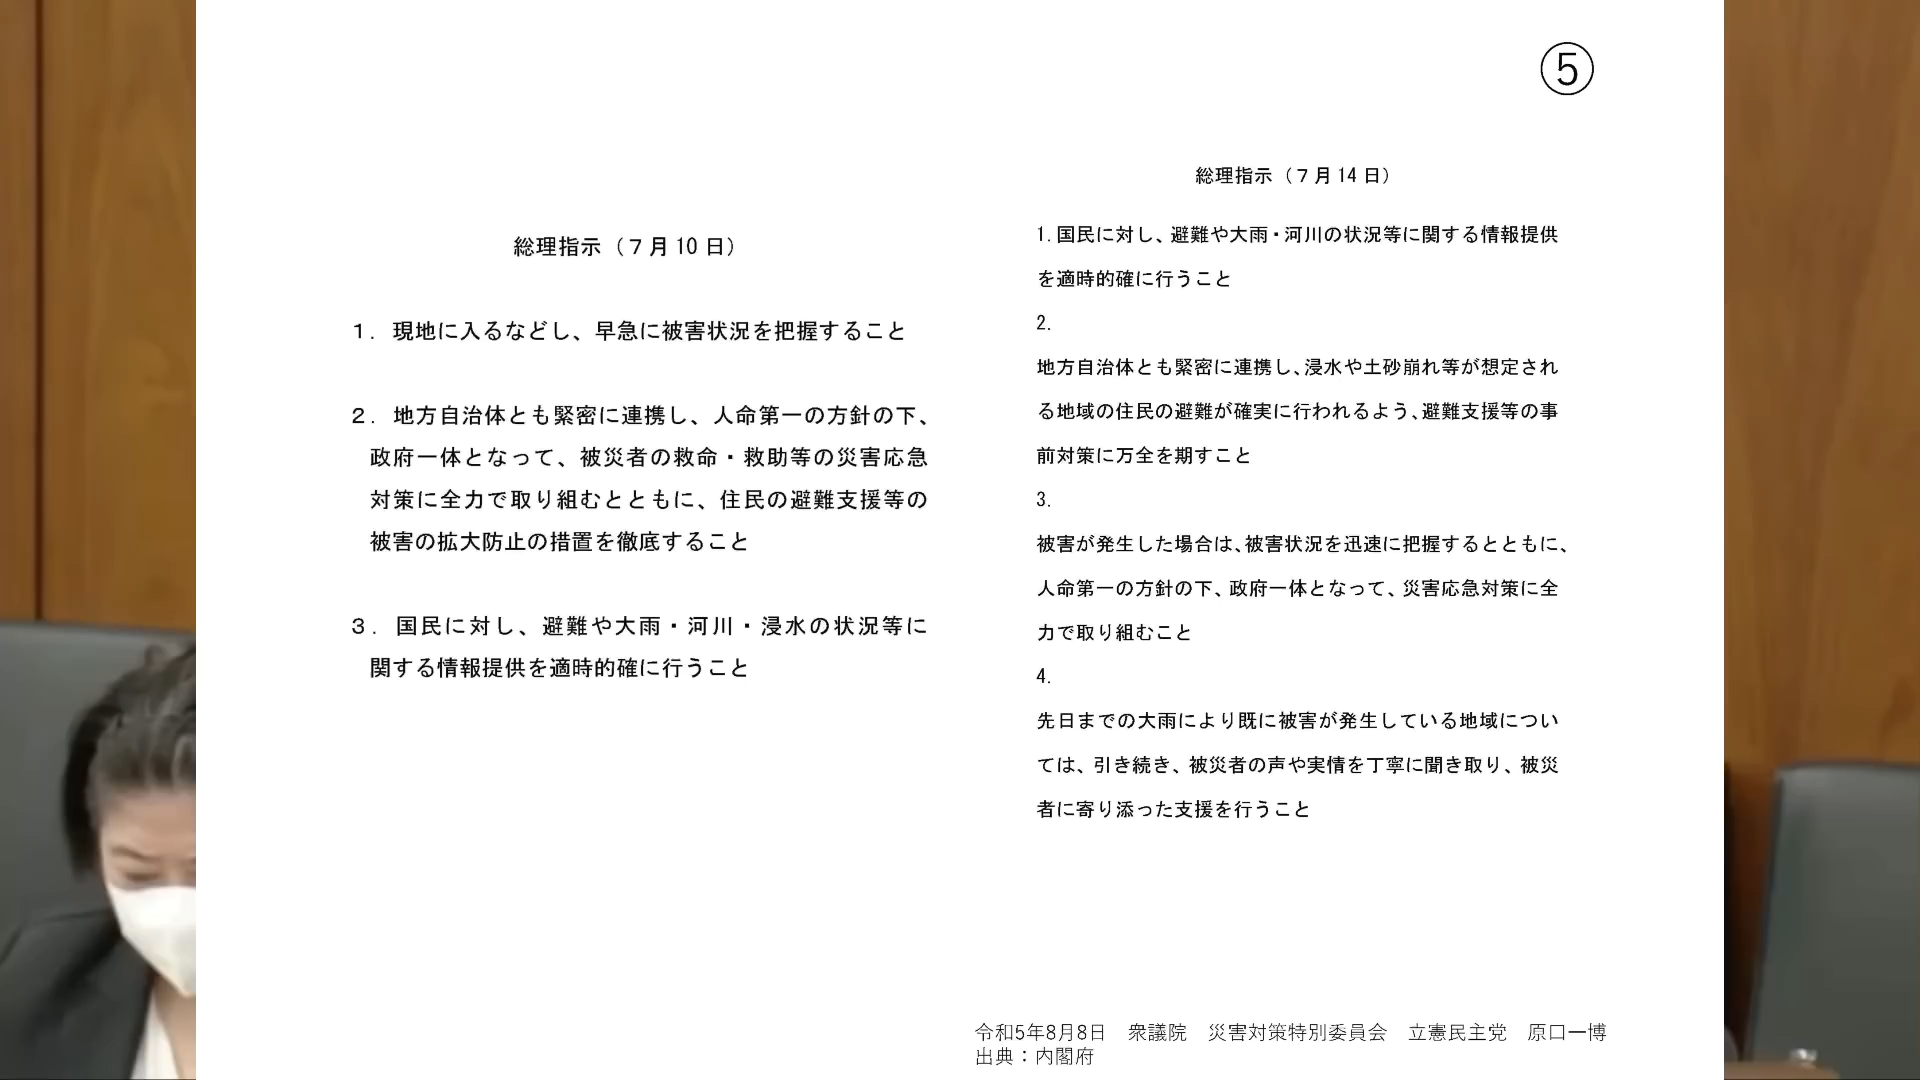 ⑤
総理指示（７月10日）
１．現地に入るなどし、早急に被害状況を把握すること
２．地方自治体とも緊密に連携し、人命第一の方針の下、
政府一体となって、被災者の救命・救助等の災害応急
対策に全力で取り組むとともに、住民の避難支援等の
被害の拡大防止の措置を徹底すること
３．国民に対し、避難や大雨・河川・浸水の状況等に
関する情報提供を適時的確に行うこと
総理指示（７月14日）
1.国民に対し、避難や大雨・河川の状況等に関する情報提供
を適時的確に行うこと
2.
地方自治体とも緊密に連携し、浸水や土砂崩れ等が想定され
る地域の住民の避難が確実に行われるよう、避難支援等の事
前対策に万全を期すこと
3.
被害が発生した場合は、被害状況を迅速に把握するとともに、
人命第一の方針の下、政府一体となって、災害応急対策に全
力で取り組むこと
4.
先日までの大雨により既に被害が発生している地域につい
ては、引き続き、被災者の声や実情を丁寧に聞き取り、被災
者に寄り添った支援を行うこと
令和5年8月8日　衆議院　災害対策特別委員会　立憲民主党　原口一博
出典：内閣府